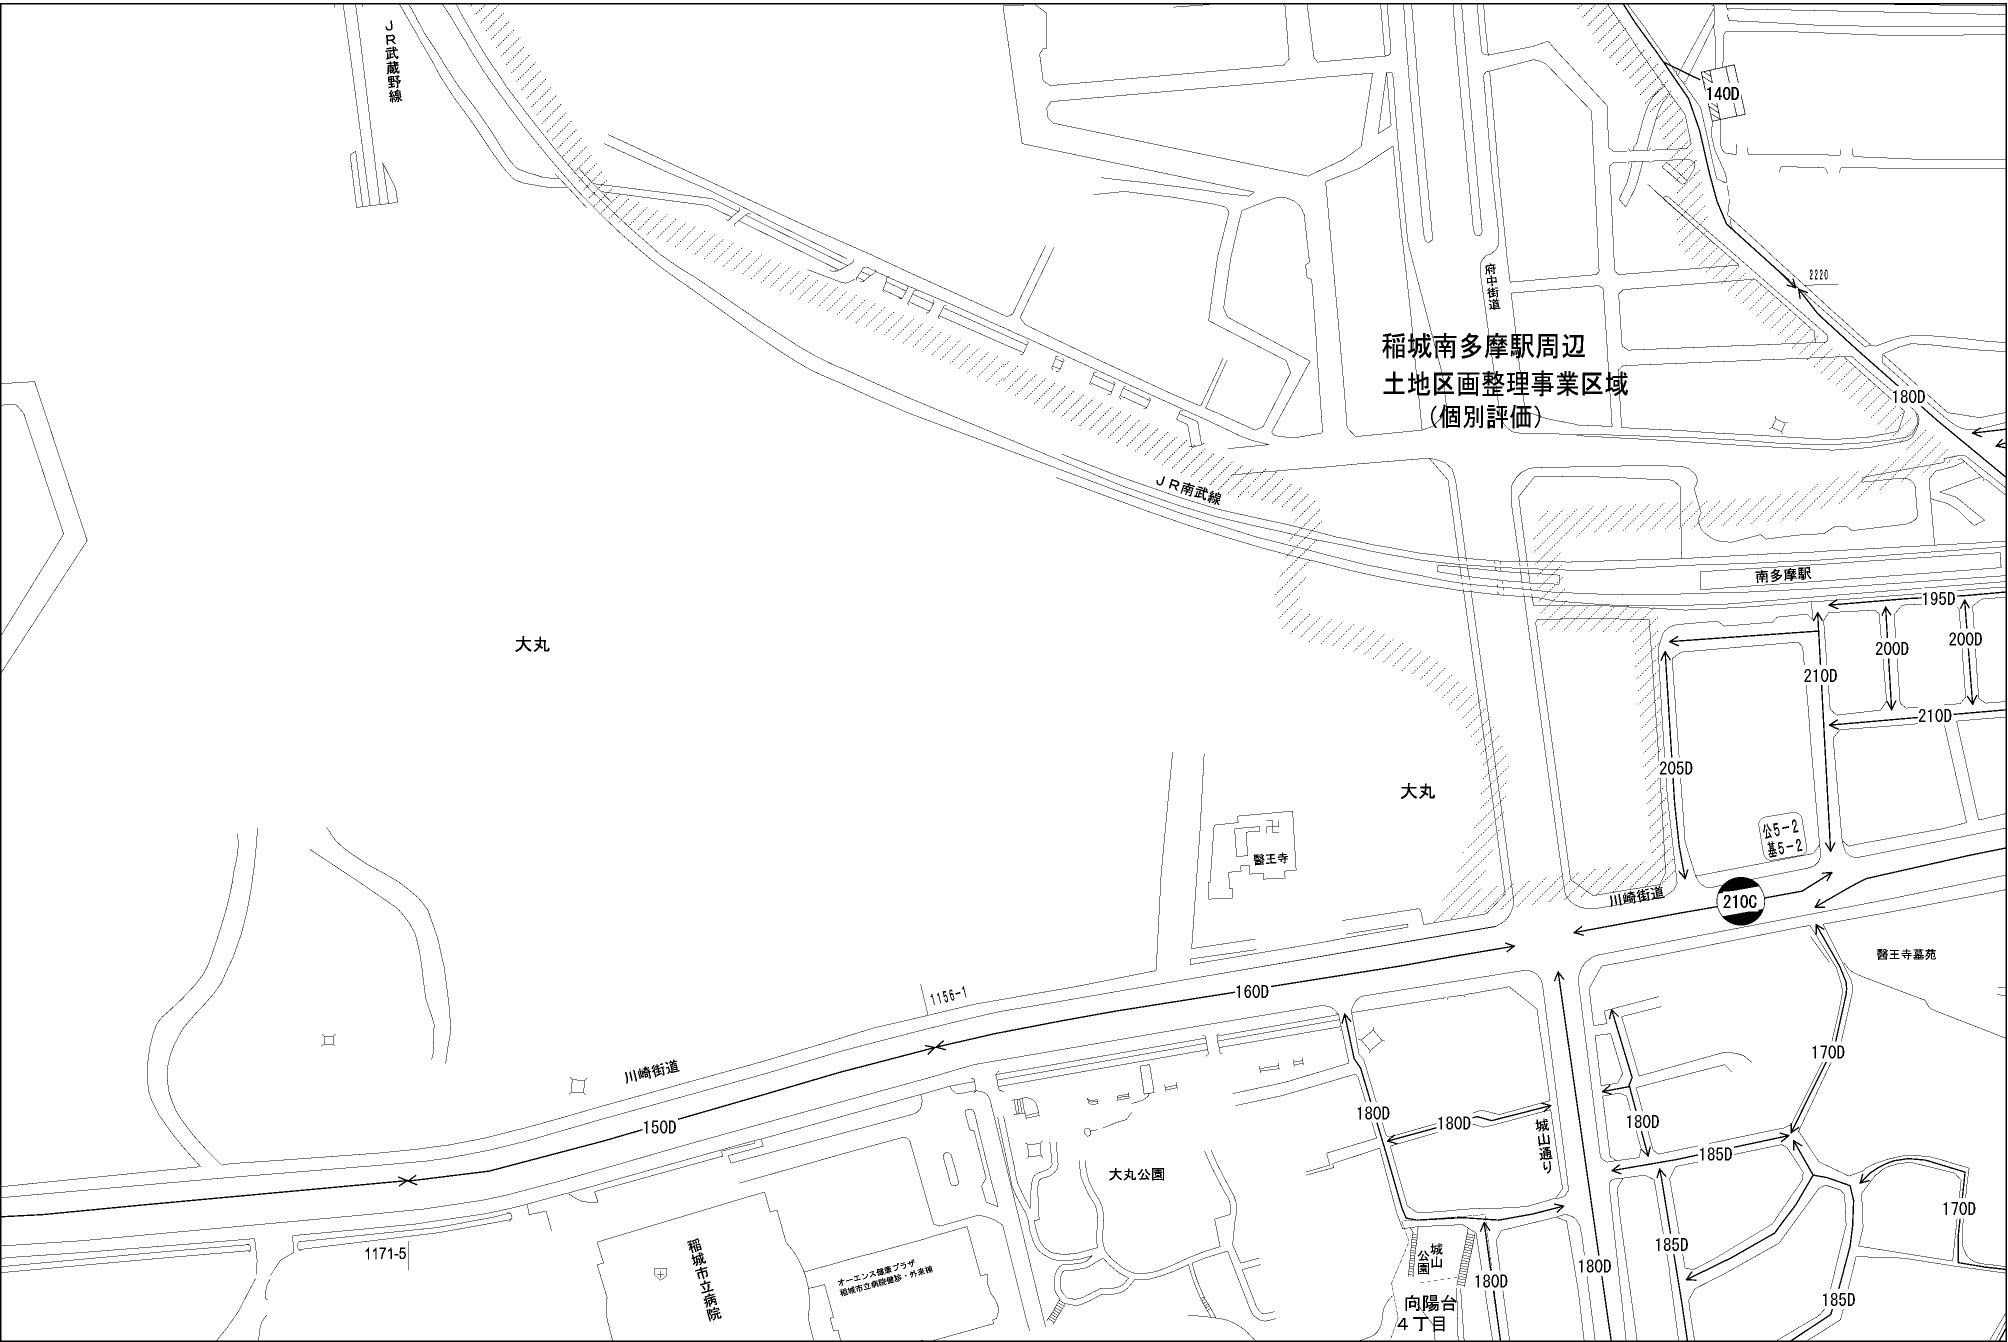 JR武蔵野線
140D
府中街道
2220
稲城南多摩駅周辺
土地区画整理事業区域
(個別評価)
180D
JR南武線
南多摩駅
195D
大丸
200D
200D
210D
210D
205D
大丸
公5-2
基5-2
醫王寺
川崎街道
210C
醫王寺墓苑
1156-1
160D
川崎街道
150D
170D
180D
180D
城山通り
180D
185D
大丸公園
170D
1171-5
稲城市立病院
オーエンス健康プラザ
稲城市立病院健診・外来棟
城山
公園
180D
180D
185D
185D
向陽台
4丁目